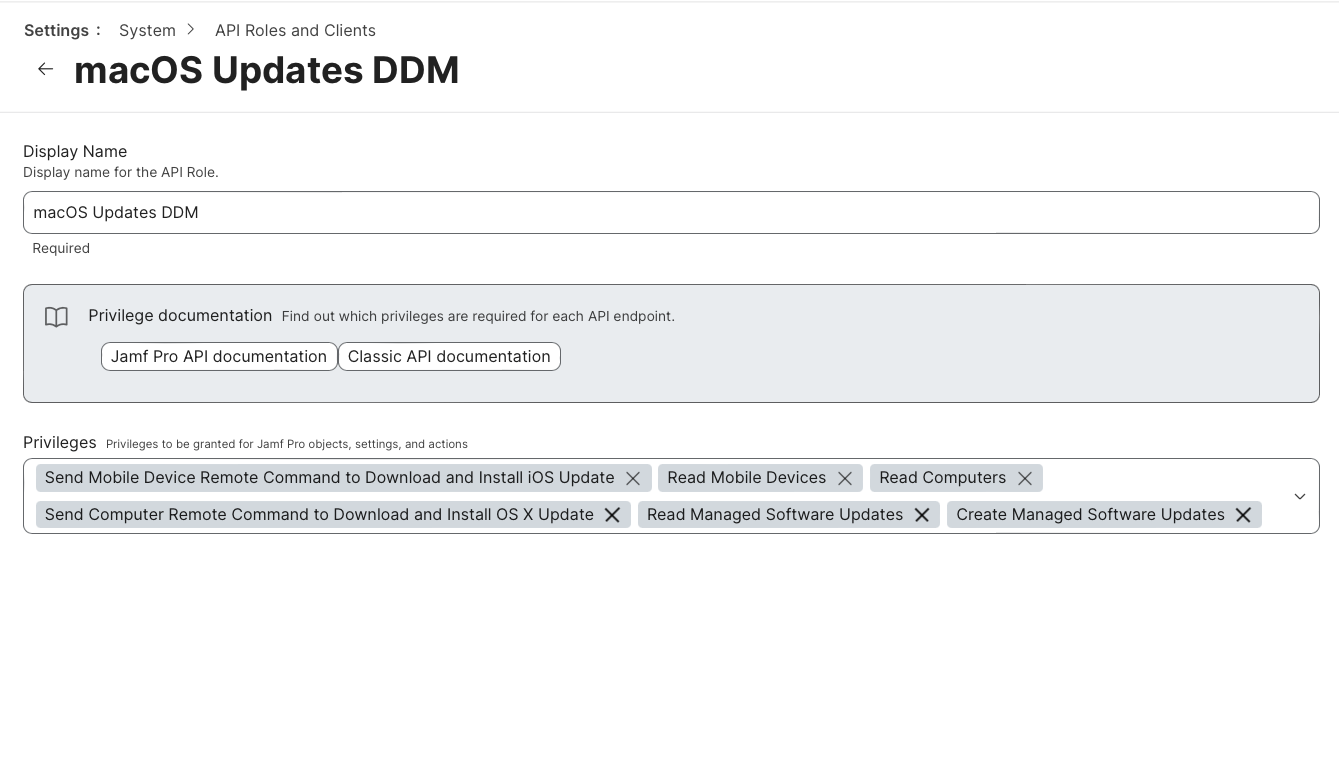 Settings : System > API Roles and Clients
← macOS Updates DDM
Display Name
Display name for the API Role.
macOS Updates DDM
Required
Privilege documentation Find out which privileges are required for each API endpoint.
Jamf Pro API documentation Classic API documentation
Privileges Privileges to be granted for Jamf Pro objects, settings, and actions
Send Mobile Device Remote Command to Download and Install iOS Update × Read Mobile Devices × Read Computers ×
Send Computer Remote Command to Download and Install OS X Update × Read Managed Software Updates × Create Managed Software Updates ×